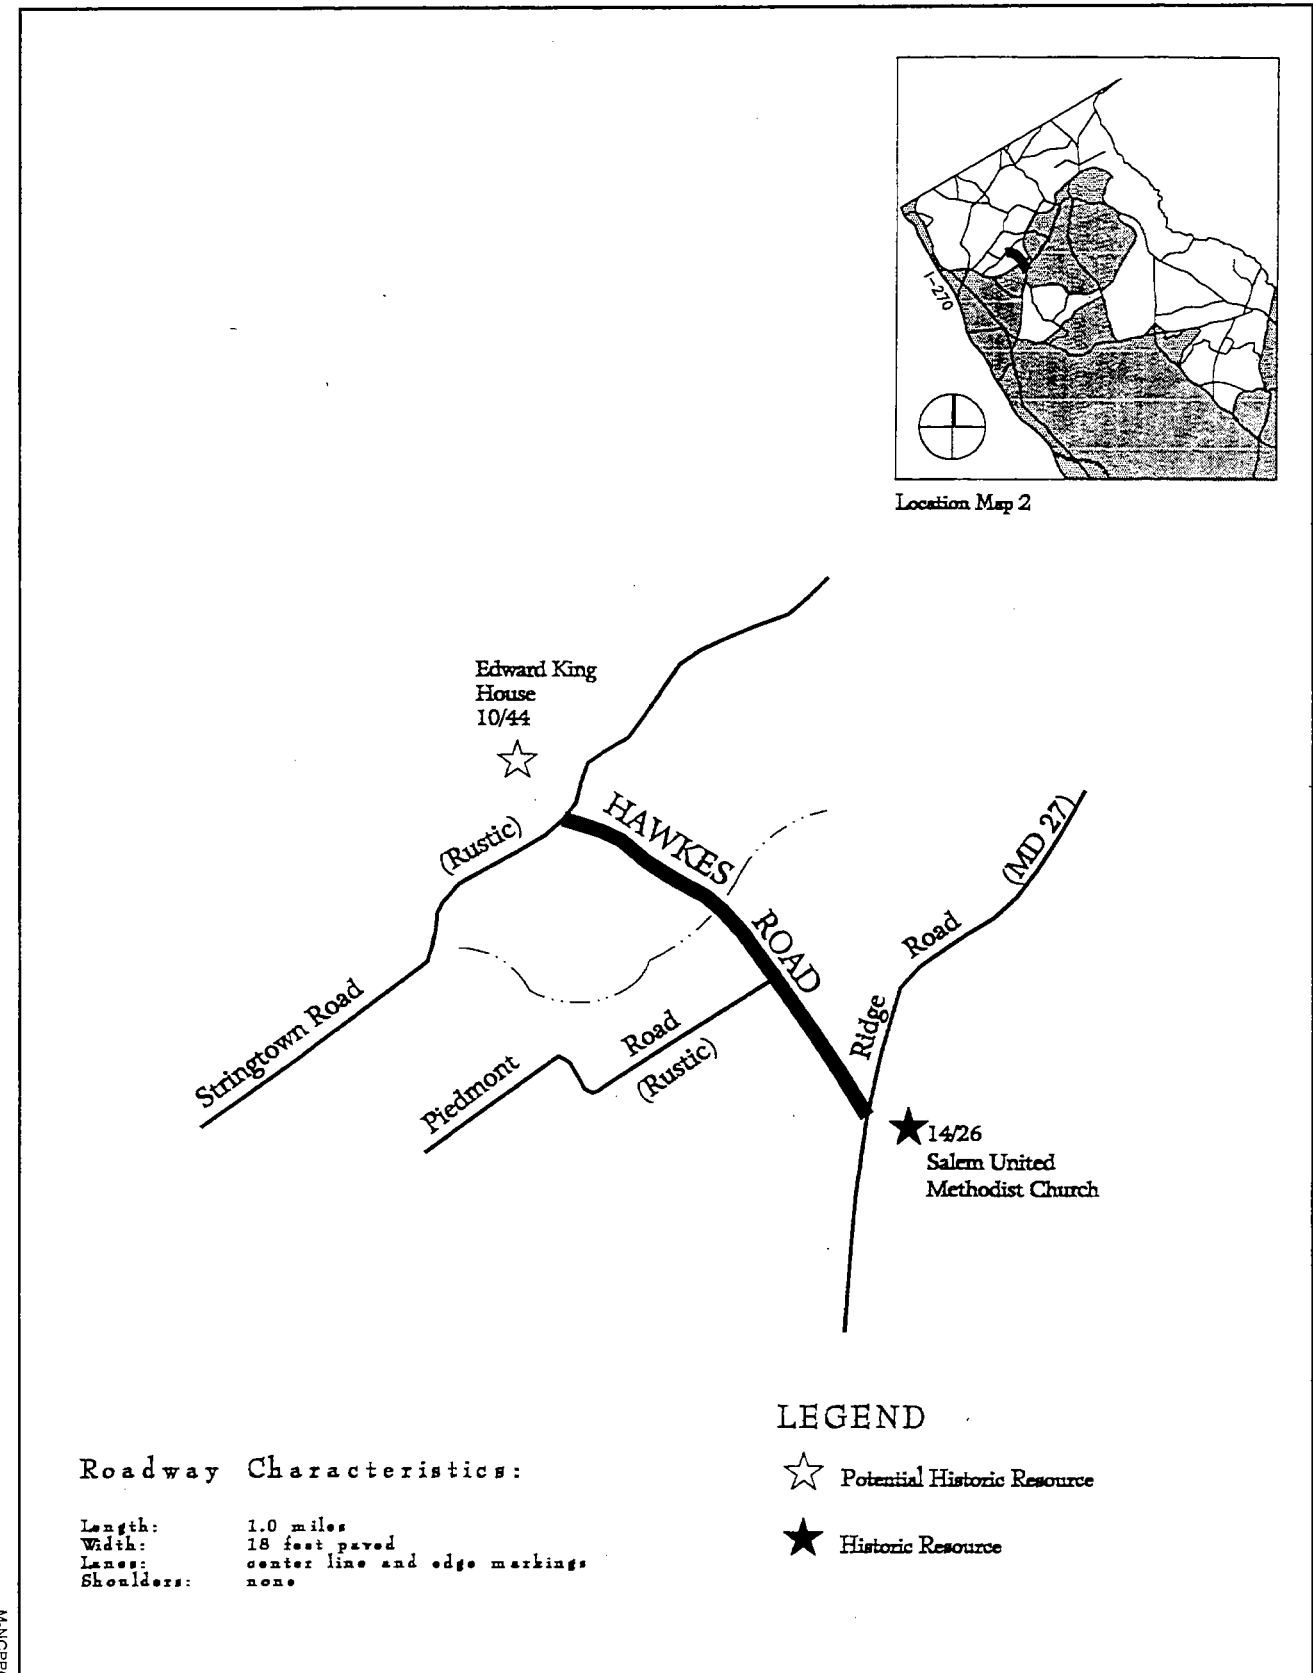 I-270
Location Map 2
Edward King
House
10/44
HAWKES ROAD
(Rustic)
(MD 27)
Ridge Road
Stringtown Road
Piedmont Road
(Rustic)
14/26
Salem United
Methodist Church
LEGEND
Potential Historic Resource
Historic Resource
Roadway Characteristics:
Length: 1.0 miles
Width: 18 feet paved
Lanes: center line and edge markings
Shoulders: none